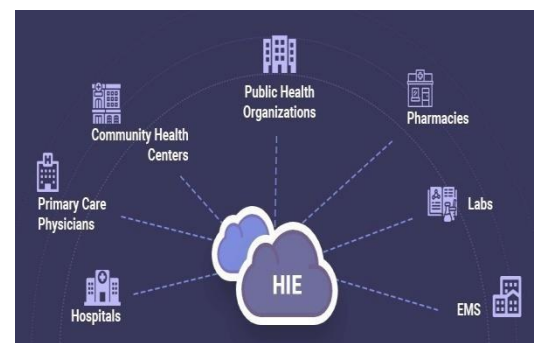 Public Health
Organizations
Community Health
Centers
Pharmacies
Primary Care
Physicians
Labs
Hospitals
HIE
EMS